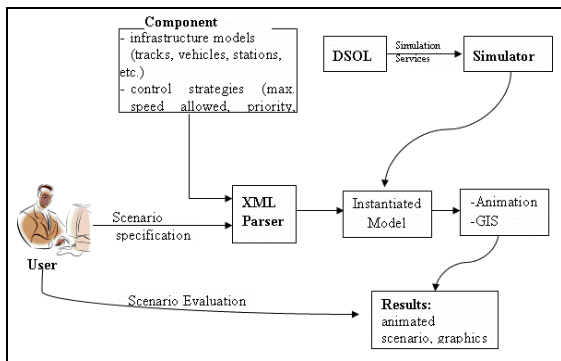 Component
- infrastructure models
(tracks, vehicles, stations,
etc.)
- control strategies (max.
speed allowed, priority,
DSOL
Simulation
Services
Simulator
XML
Parser
Instantiated
Model
-Animation
-GIS
Scenario
specification
User
Scenario Evaluation
Results:
animated
scenario, graphics